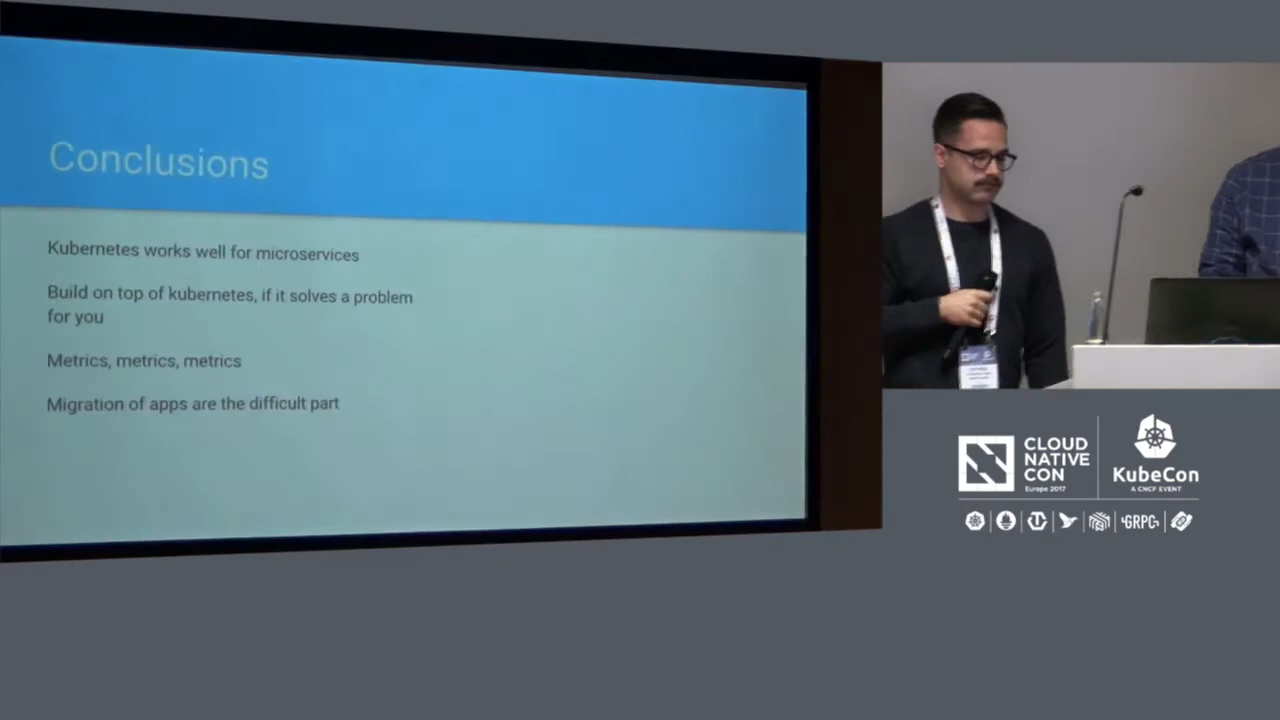 Conclusions
Kubernetes works well for microservices
Build on top of kubernetes, if it solves a problem
for you
Metrics, metrics, metrics
Migration of apps are the difficult part
CLOUD
NATIVE
CON
Europe 2017
KubeCon
A CNCF EVENT
GRPC